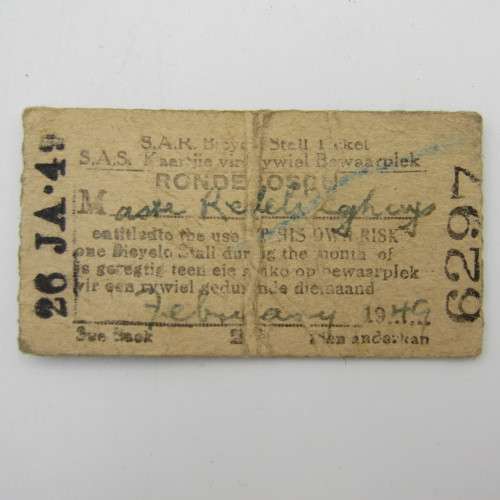 26 JA·49
S.A.R. Bicycle Stall Ticket
S.A.S. Kaartjie vir Rywiel Bewaarplek
RONDEBOSCH
Master
entitled to the use AT HIS OWN RISK
one Bicycle Stall during the month of
is geregtig teen eie risiko op bewaarplek
vir een rywiel gedurende die maand
February 1949
See Back Sien anderkan
6297